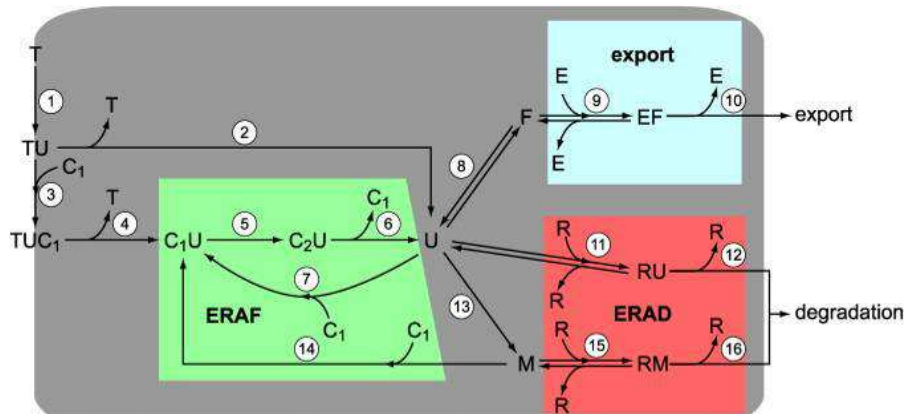 export
T
E
E
1
T
9
10
F
EF
export
2
TU
C₁
E
8
3
T
C₁
R
R
4
5
6
11
12
TUC₁
C₁U
C₂U
U
RU
7
R
13
degradation
ERAF
C₁
C₁
R
ERAD
R
14
15
16
M
RM
R